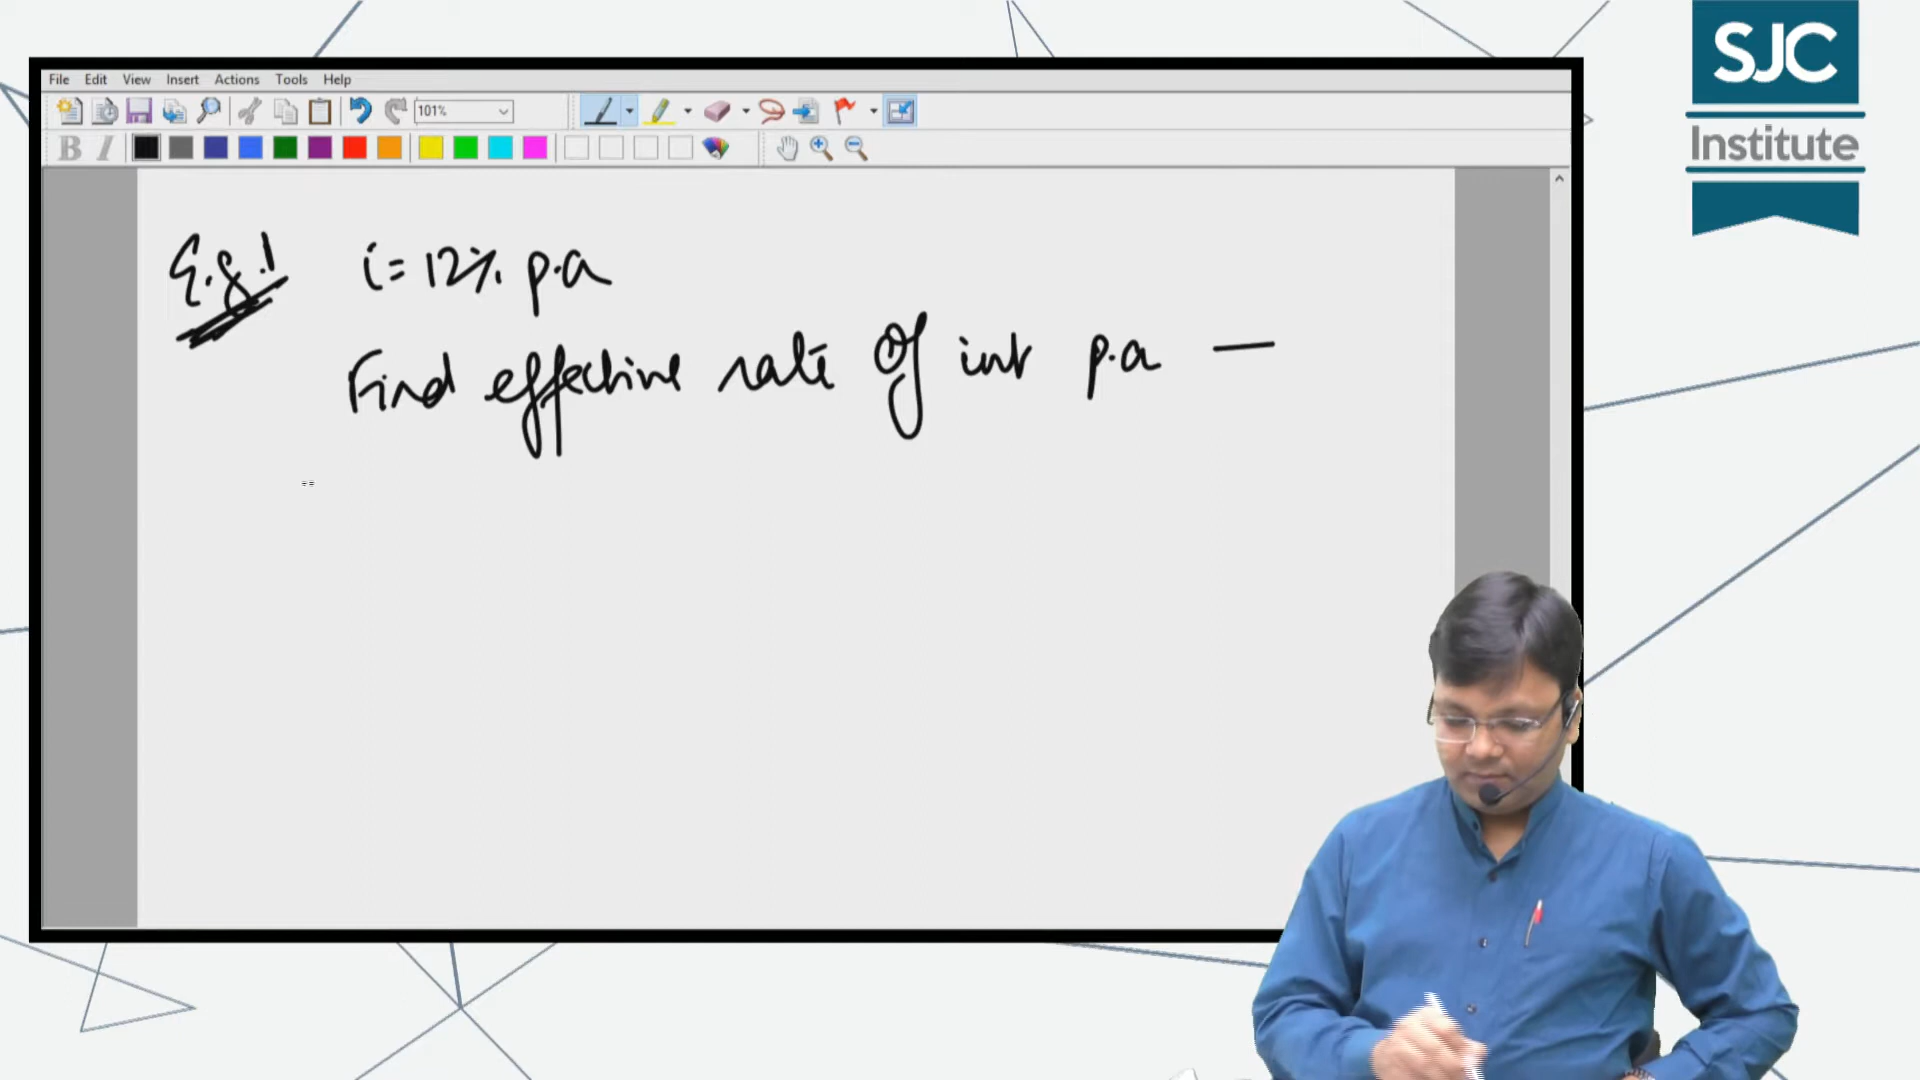 SJC
Institute
File Edit View Insert Actions Tools Help
101%
B I
E.g.1 i = 12% p.a
Find effective rate of int p.a —